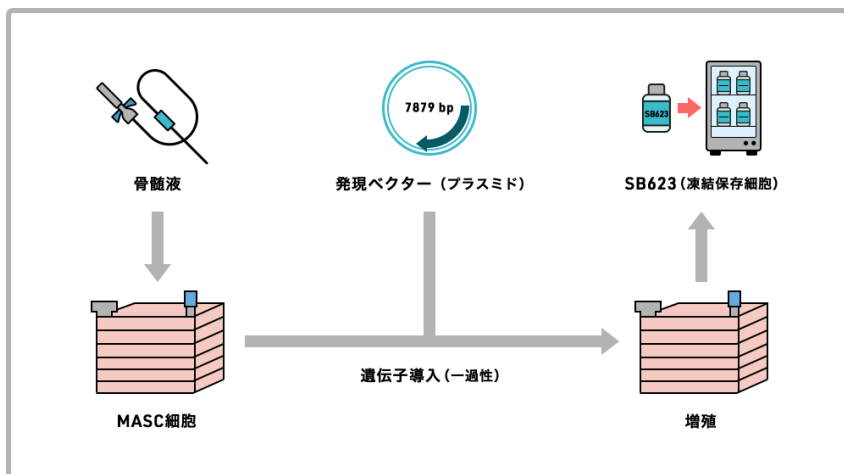 7879 bp
SB623
骨髄液
発現ベクター（プラスミド）
SB623（凍結保存細胞）
遺伝子導入（一過性）
MASC細胞
増殖